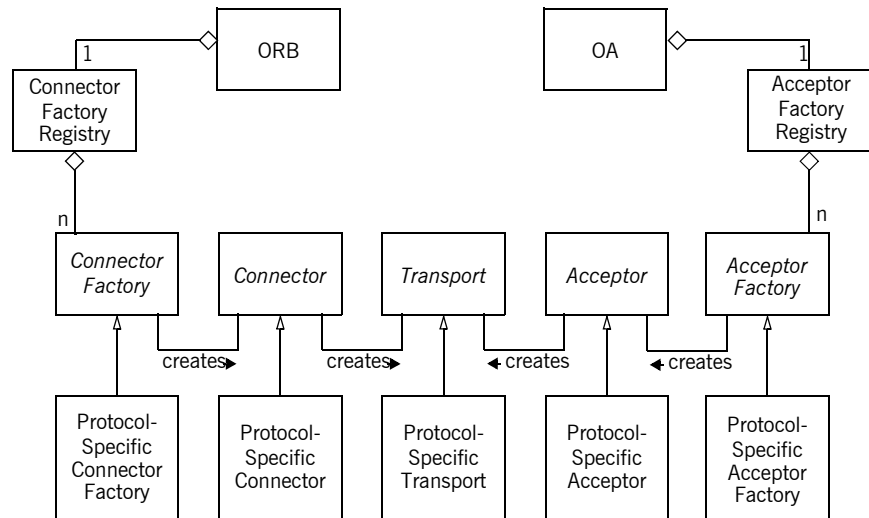 ORB
OA
1
1
Connector
Factory
Registry
Acceptor
Factory
Registry
n
n
Connector
Factory
Connector
Transport
Acceptor
Acceptor
Factory
creates
creates
creates
creates
Protocol-
Specific
Connector
Factory
Protocol-
Specific
Connector
Protocol-
Specific
Transport
Protocol-
Specific
Acceptor
Protocol-
Specific
Acceptor
Factory